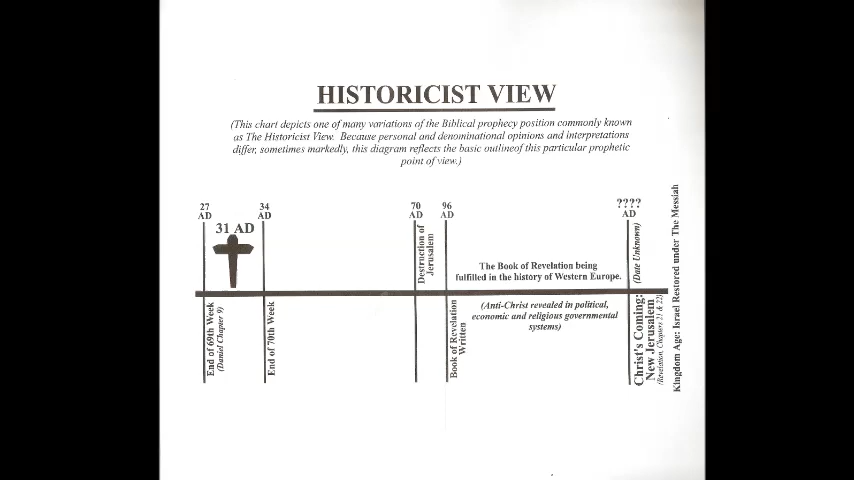 HISTORICIST VIEW
(This chart depicts one of many variations of the Biblical prophecy position commonly known
as The Historicist View. Because personal and denominational opinions and interpretations
differ, sometimes markedly, this diagram reflects the basic outlineof this particular prophetic
point of view.)
27
AD
31 AD
34
AD
70
AD
96
AD
????
AD
Destruction of
Jerusalem
The Book of Revelation being
fulfilled in the history of Western Europe.
(Date Unknown)
End of 69th Week
(Daniel Chapter 9)
End of 70th Week
Book of Revelation
Written
(Anti-Christ revealed in political,
economic and religious governmental
systems)
Christ's Coming:
New Jerusalem
(Revelation, Chapters 21 & 22)
Kingdom Age: Israel Restored under The Messiah